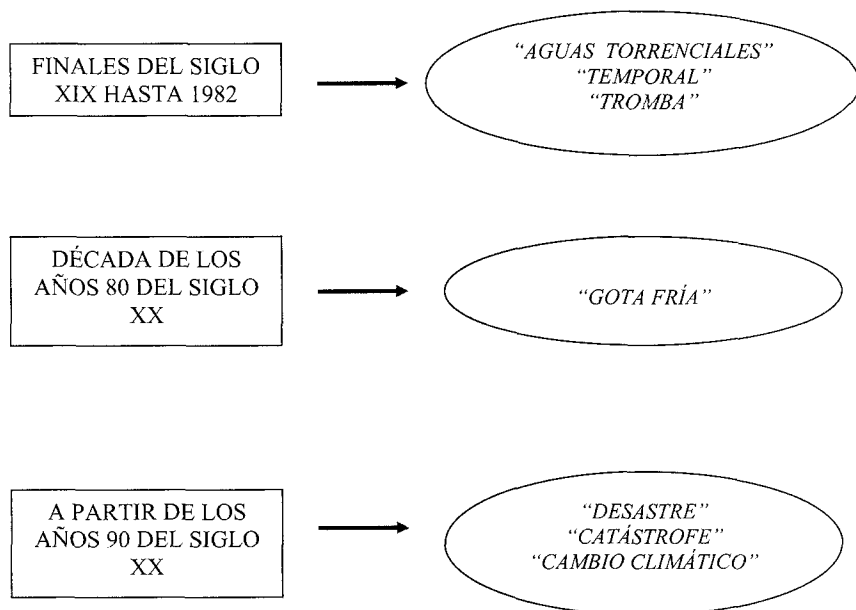 FINALES DEL SIGLO
XIX HASTA 1982
“AGUAS TORRENCIALES”
“TEMPORAL”
“TROMBA”
DÉCADA DE LOS
AÑOS 80 DEL SIGLO
XX
“GOTA FRÍA”
A PARTIR DE LOS
AÑOS 90 DEL SIGLO
XX
“DESASTRE”
“CATÁSTROFE”
“CAMBIO CLIMÁTICO”